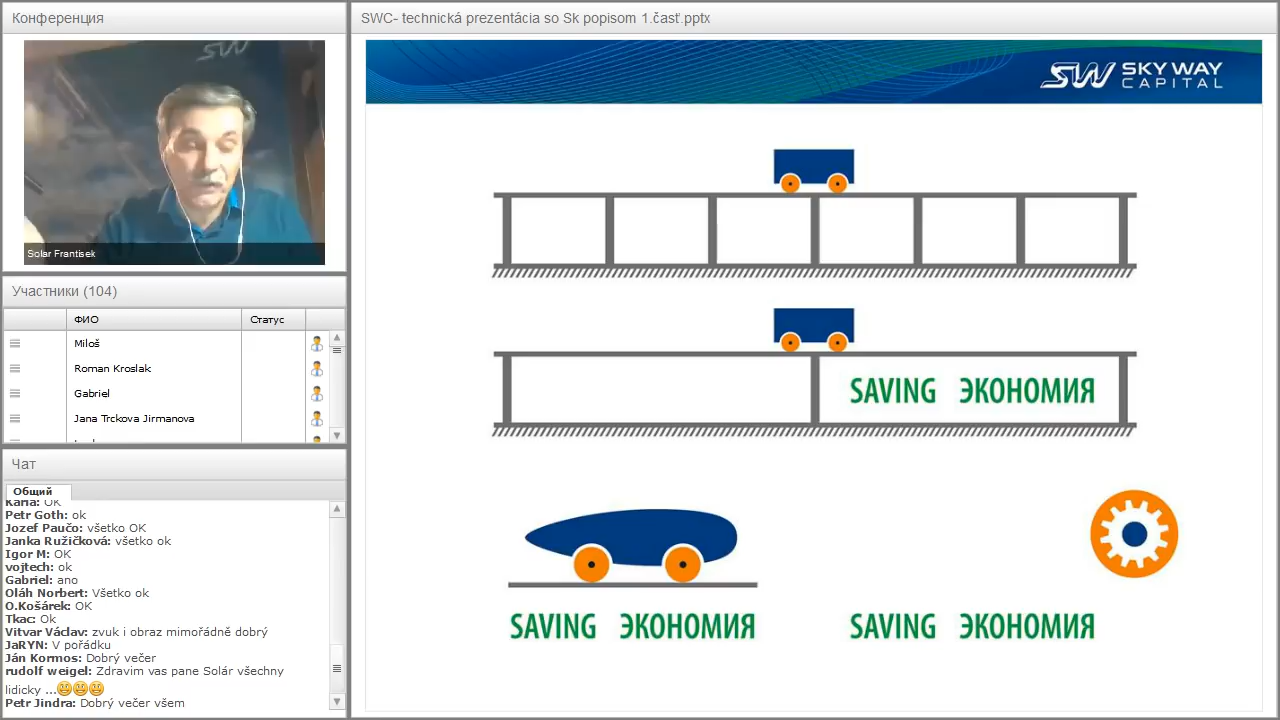 Конференция
SW
Solar Frantisek
Участники (104)
ФИО Статус
Miloš
Roman Kroslak
Gabriel
Jana Trckova Jirmanova
Чат
Общий
Karla: OK
Petr Goth: ok
Jozef Paučo: všetko OK
Janka Ružičková: všetko ok
Igor M: OK
vojtech: ok
Gabriel: ano
Oláh Norbert: Všetko ok
O.Košárek: OK
Tkac: Ok
Vitvar Václav: zvuk i obraz mimořádně dobrý
JaRYN: V pořádku
Ján Kormos: Dobrý večer
rudolf weigel: Zdravim vas pane Solár všechny
lidicky ...
Petr Jindra: Dobrý večer všem
SWC- technická prezentácia so Sk popisom 1.časť.pptx
SW SKY WAY
CAPITAL
SAVING ЭКОНОМИЯ
SAVING ЭКОНОМИЯ
SAVING ЭКОНОМИЯ